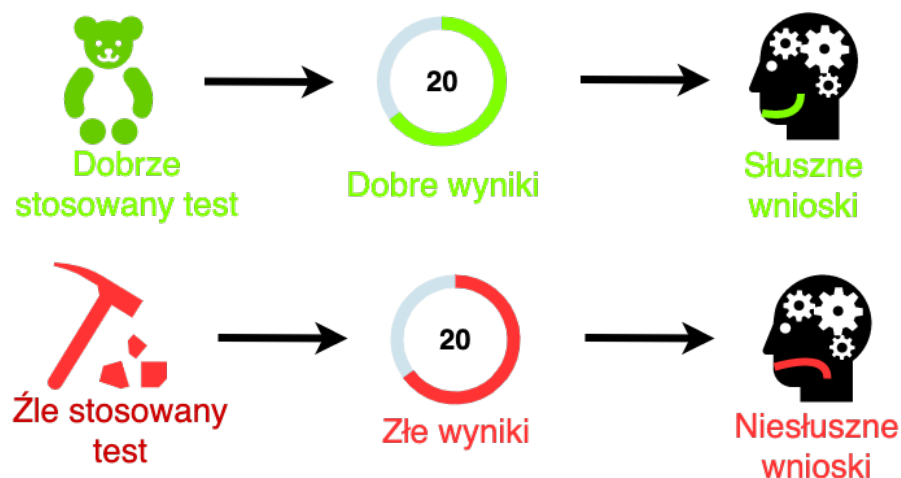 20
Dobrze
stosowany test
Dobre wyniki
Słuszne
wnioski
20
Źle stosowany
test
Złe wyniki
Niesłuszne
wnioski